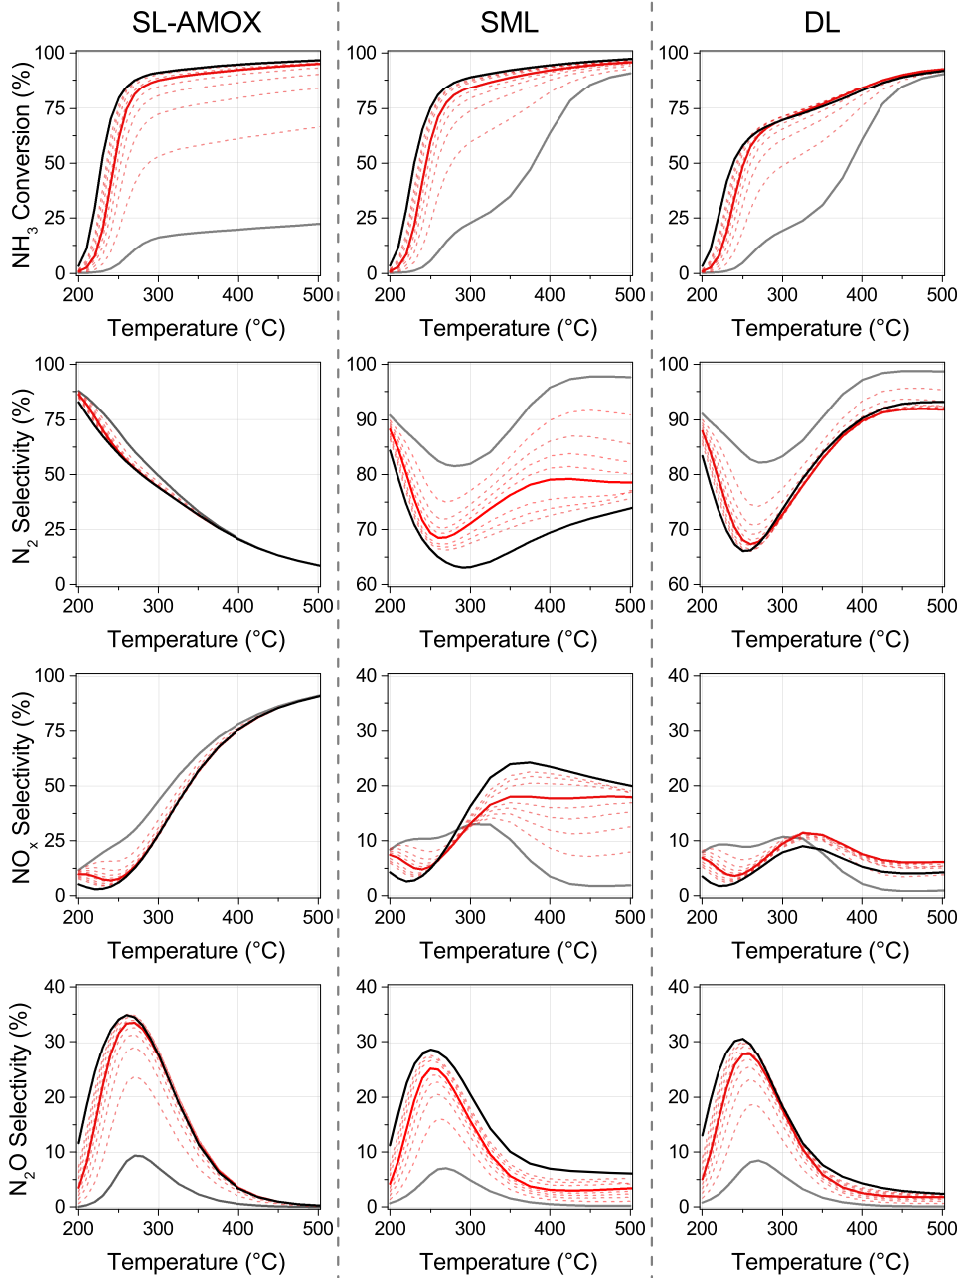 SL-AMOX SML DL
NH3 Conversion (%)
100 100 100
75 75 75
50 50 50
25 25 25
0 0 0
200 300 400 500 200 300 400 500 200 300 400 500
Temperature (°C) Temperature (°C) Temperature (°C)
N2 Selectivity (%)
100 100 100
75 90 90
50 80 80
25 70 70
0 60 60
200 300 400 500 200 300 400 500 200 300 400 500
Temperature (°C) Temperature (°C) Temperature (°C)
NOx Selectivity (%)
100 40 40
75 30 30
50 20 20
25 10 10
0 0 0
200 300 400 500 200 300 400 500 200 300 400 500
Temperature (°C) Temperature (°C) Temperature (°C)
N2O Selectivity (%)
40 40 40
30 30 30
20 20 20
10 10 10
0 0 0
200 300 400 500 200 300 400 500 200 300 400 500
Temperature (°C) Temperature (°C) Temperature (°C)